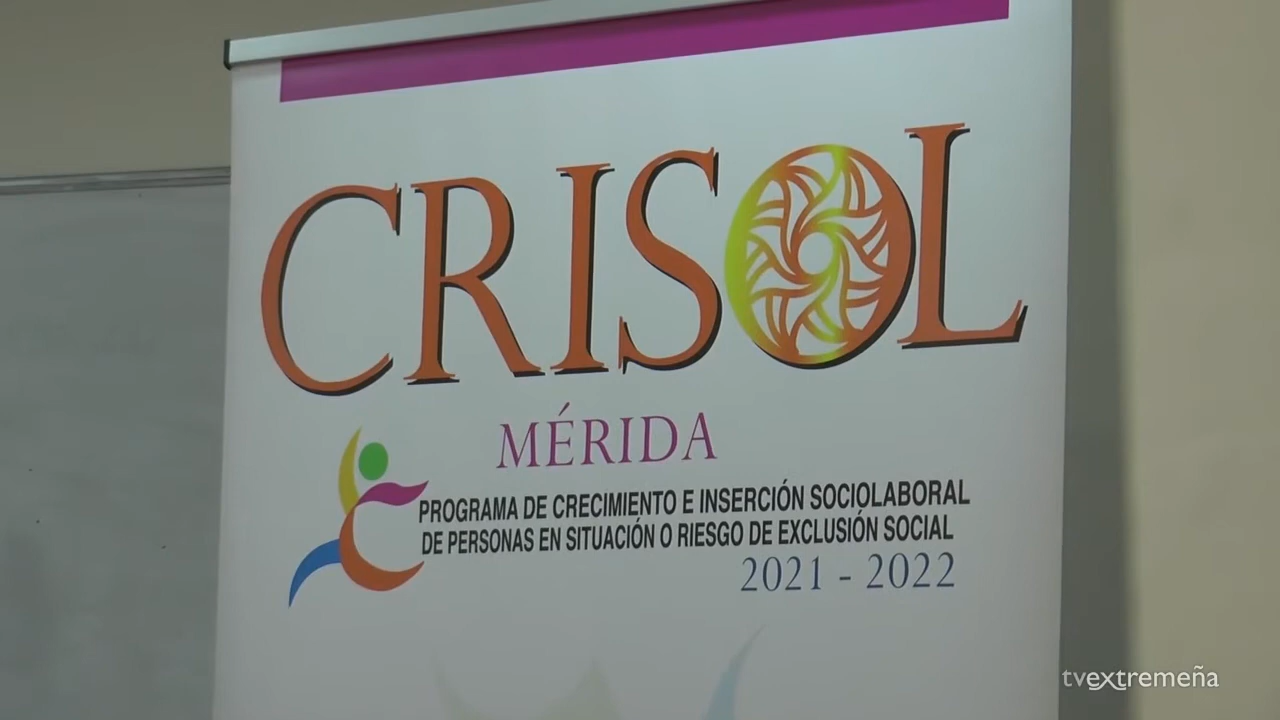 CRISOL
MÉRIDA
PROGRAMA DE CRECIMIENTO E INSERCIÓN SOCIOLABORAL
DE PERSONAS EN SITUACIÓN O RIESGO DE EXCLUSIÓN SOCIAL
2021 - 2022
tvextremeña